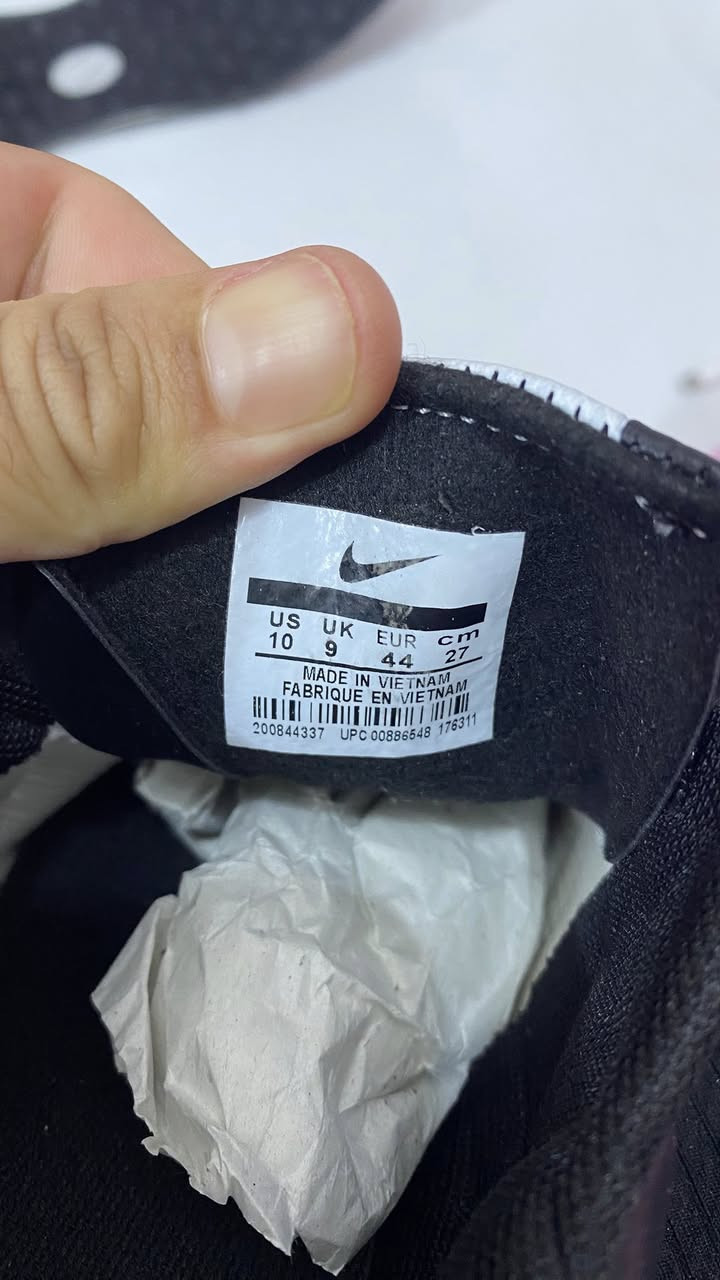 US UK EUR cm
10 9 44 27
MADE IN VIETNAM
FABRIQUE EN VIETNAM
200844337 UPC 00886548 176311